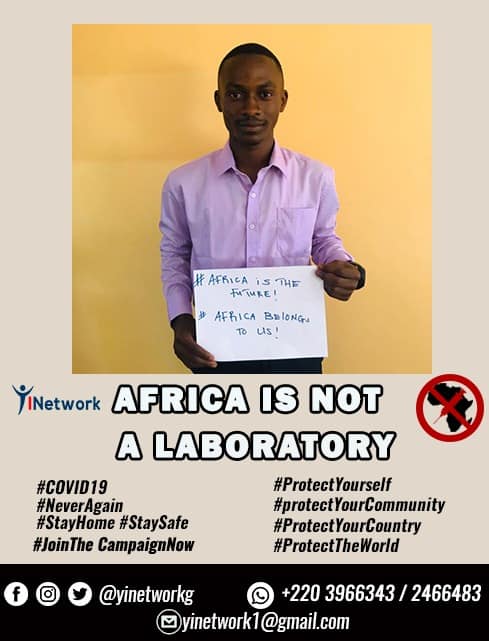 # AFRICA IS THE
FUTURE!
# AFRICA BELONGS
TO US!
YINetwork
AFRICA IS NOT
A LABORATORY
#COVID19
#NeverAgain
#StayHome #StaySafe
#JoinThe CampaignNow
#ProtectYourself
#protectYourCommunity
#ProtectYourCountry
#ProtectTheWorld
@yinetworkg
+220 3966343 / 2466483
yinetwork1@gmail.com